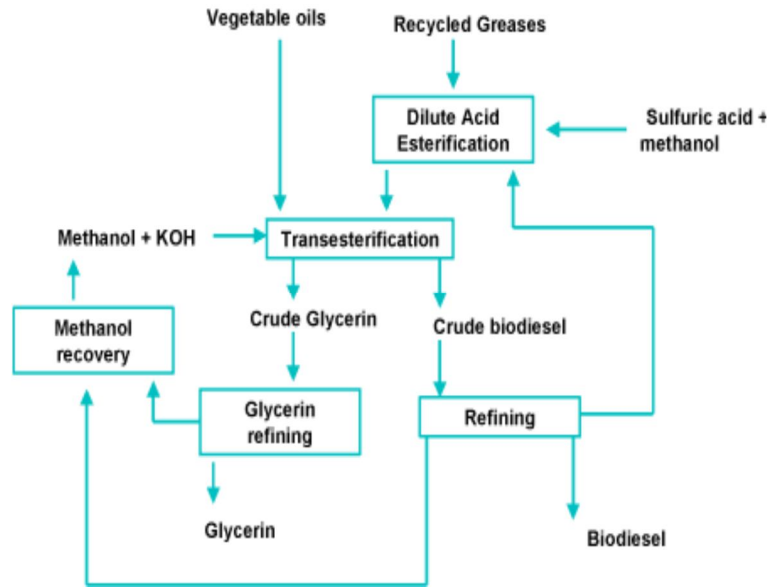 Vegetable oils
Recycled Greases
Dilute Acid
Esterification
Sulfuric acid +
methanol
Methanol + KOH
Transesterification
Crude Glycerin
Crude biodiesel
Methanol
recovery
Glycerin
refining
Refining
Glycerin
Biodiesel